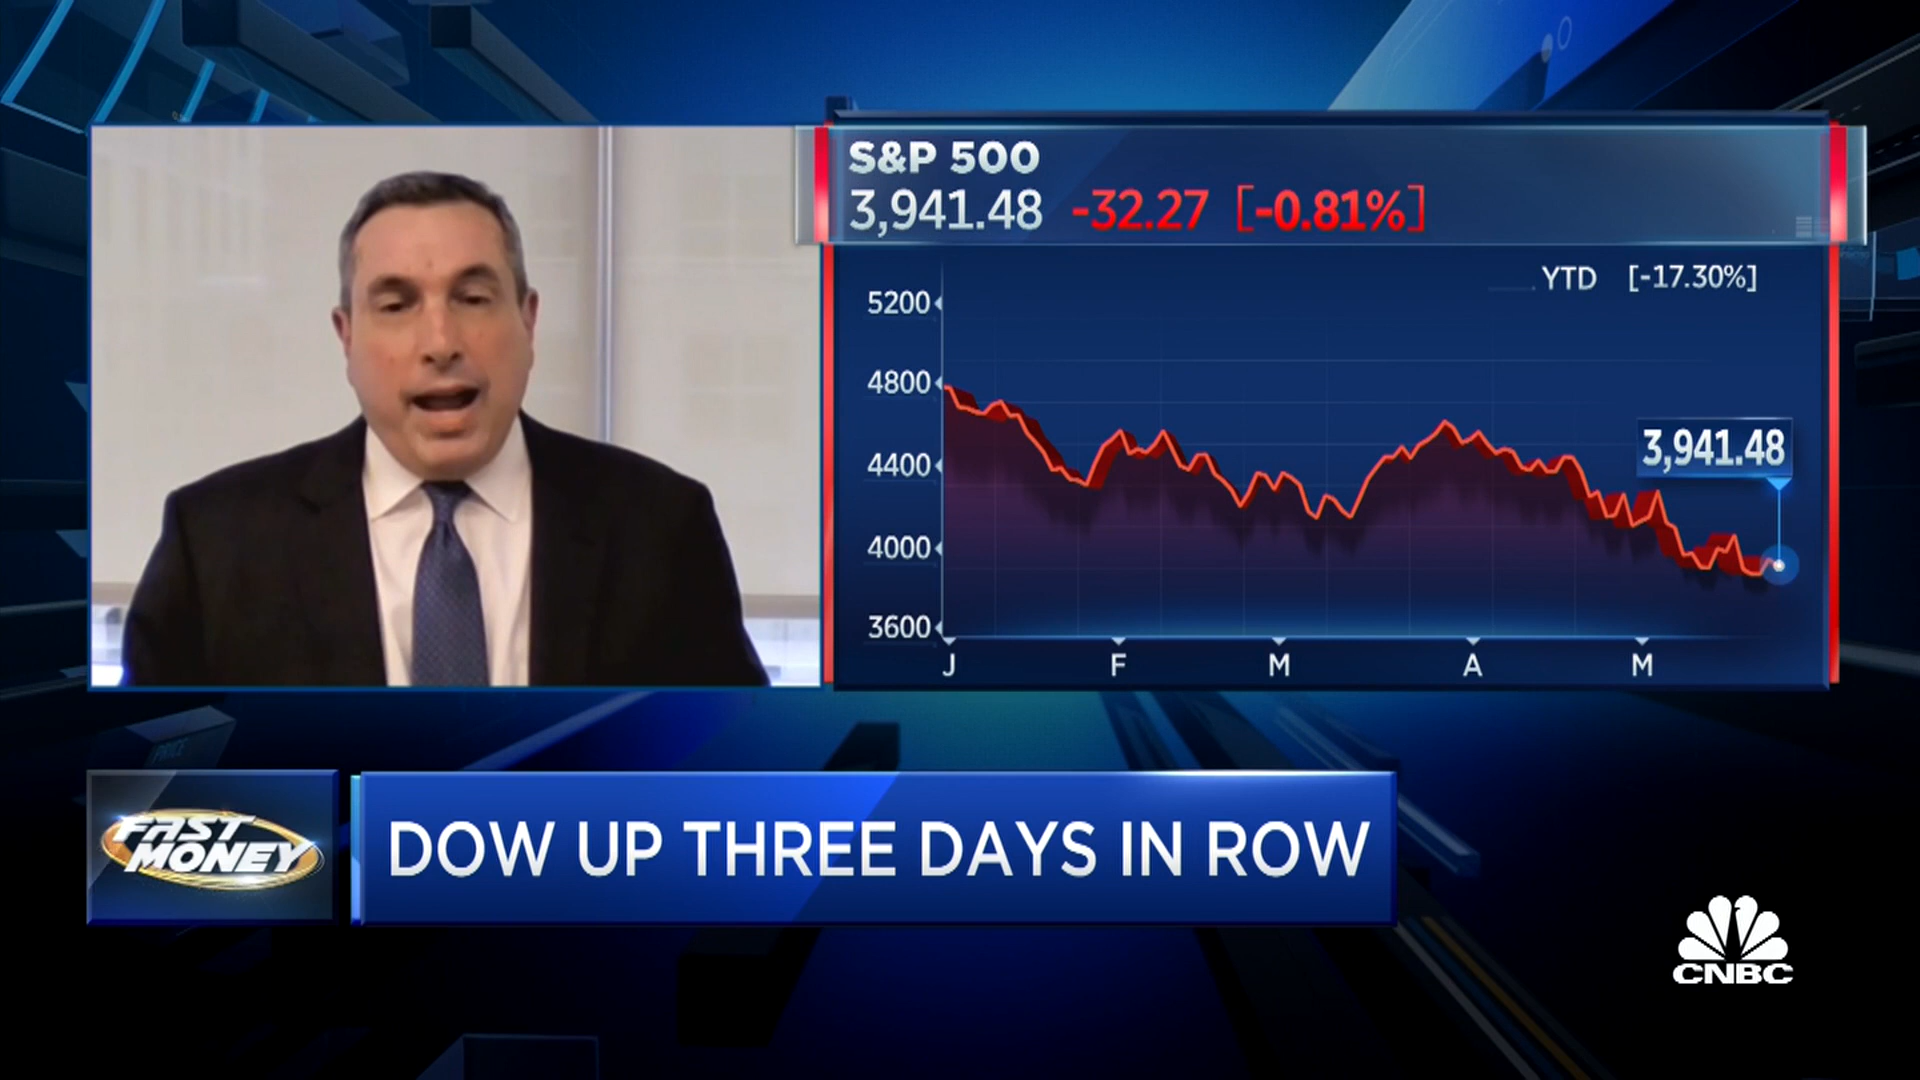 S&P 500
3,941.48 -32.27 [-0.81%]
YTD [-17.30%]
5200
4800
4400
4000
3600
3,941.48
J F M A M
PRICE
FAST MONEY
DOW UP THREE DAYS IN ROW
CNBC